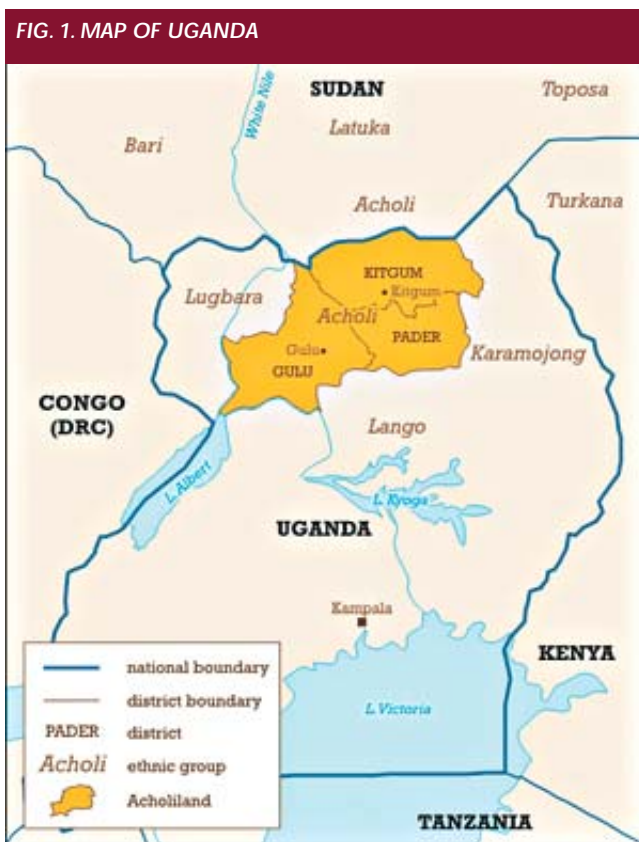 FIG. 1. MAP OF UGANDA
White Nile
SUDAN
Toposa
Latuka
Bari
Acholi
Turkana
KITGUM
Kitgum
Lugbara
Acholi
PADER
Gulu
Karamojong
GULU
CONGO
(DRC)
Lango
L. Albert
L. Kyoga
UGANDA
Kampala
KENYA
L. Victoria
national boundary
district boundary
PADER district
Acholi ethnic group
Acholiland
TANZANIA